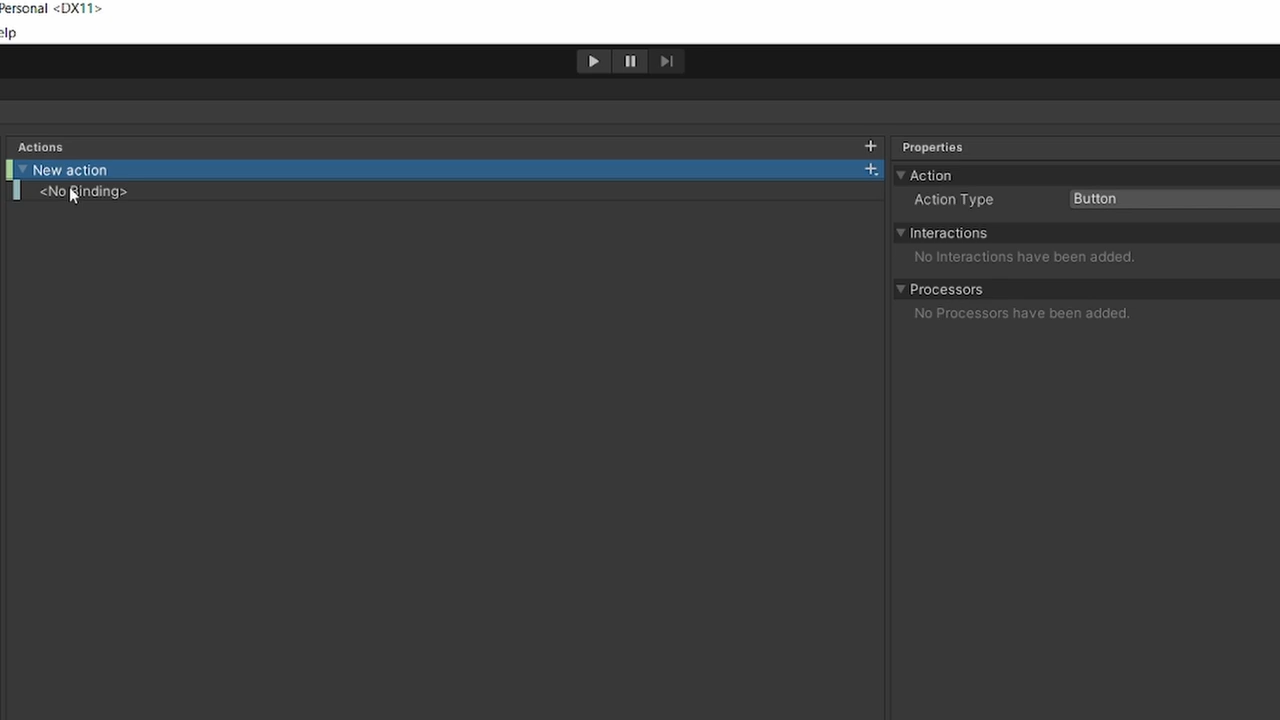 Personal <DX11>
elp
Actions
New action
<No Binding>
Properties
Action
Action Type
Button
Interactions
No Interactions have been added.
Processors
No Processors have been added.